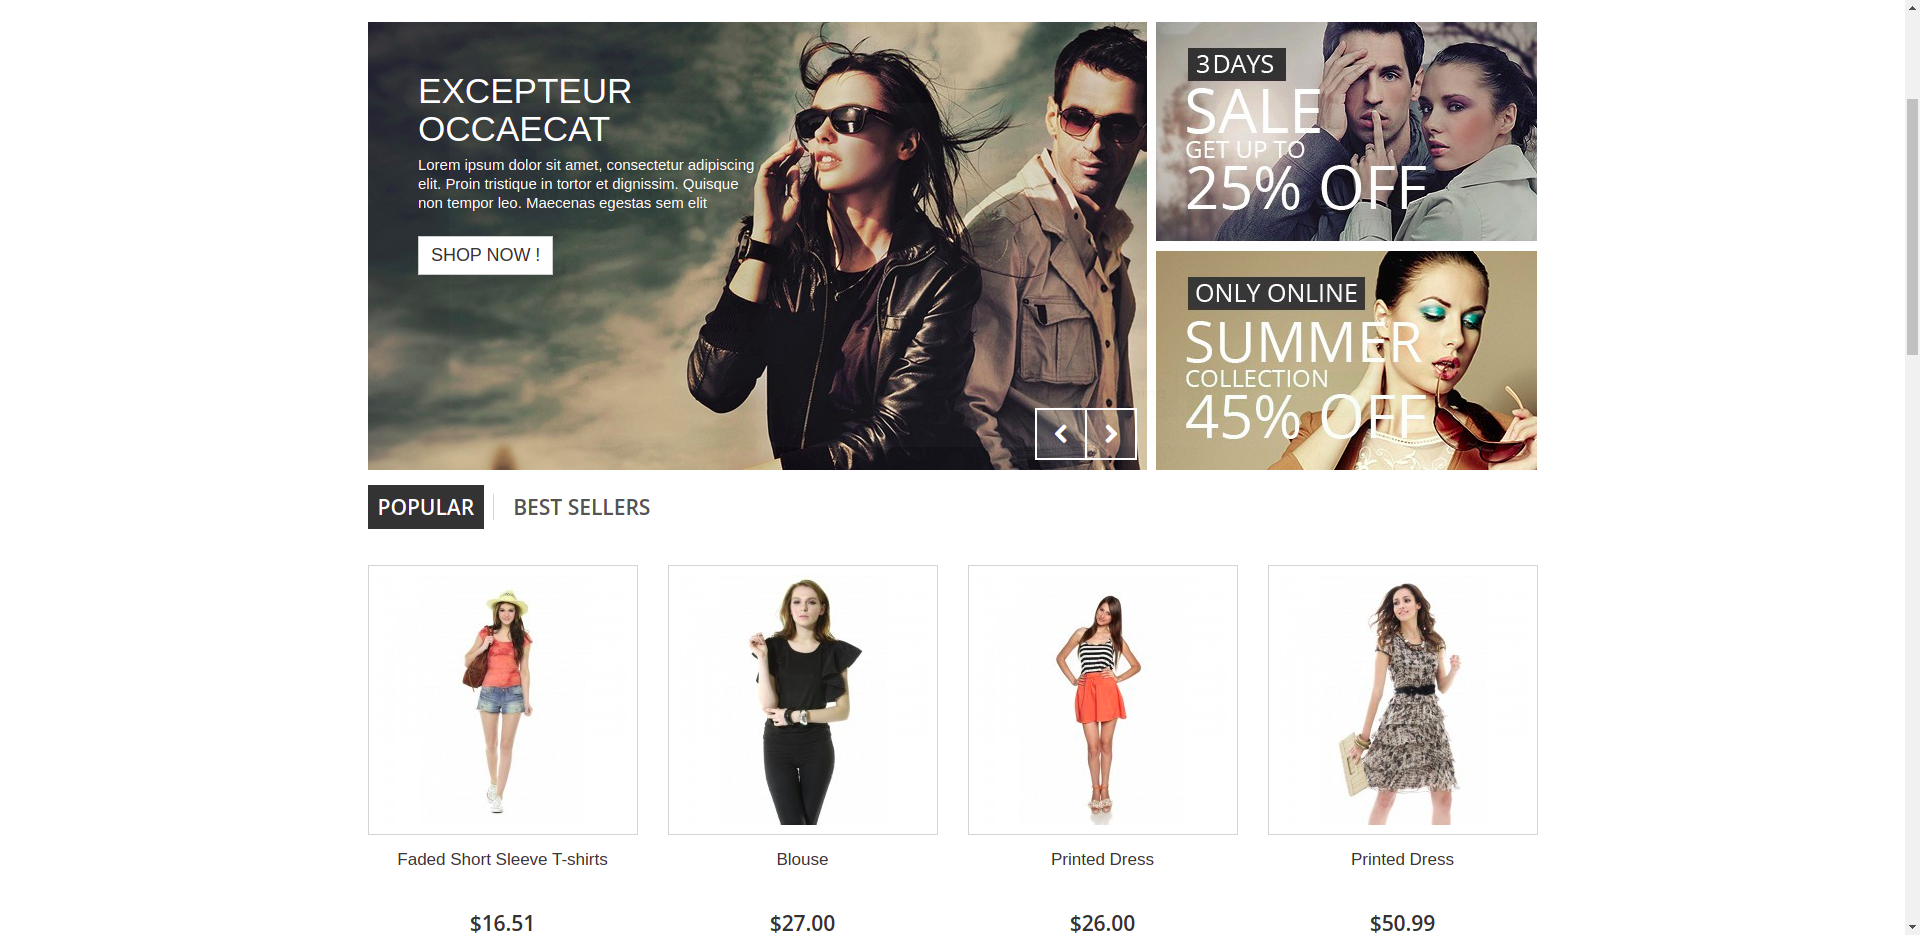 EXCEPTEUR
OCCAECAT
Lorem ipsum dolor sit amet, consectetur adipiscing
elit. Proin tristique in tortor et dignissim. Quisque
non tempor leo. Maecenas egestas sem elit
SHOP NOW !
3 DAYS
SALE
GET UP TO
25% OFF
ONLY ONLINE
SUMMER
COLLECTION
45% OFF
POPULAR
BEST SELLERS
Faded Short Sleeve T-shirts
$16.51
Blouse
$27.00
Printed Dress
$26.00
Printed Dress
$50.99